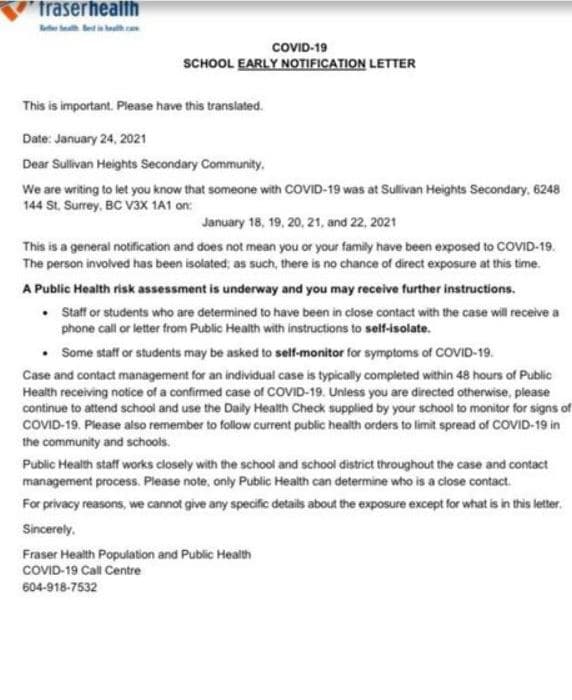 fraserhealth
Better health. Best in health care.
COVID-19
SCHOOL EARLY NOTIFICATION LETTER
This is important. Please have this translated.
Date: January 24, 2021
Dear Sullivan Heights Secondary Community,
We are writing to let you know that someone with COVID-19 was at Sullivan Heights Secondary, 6248
144 St, Surrey, BC V3X 1A1 on:
January 18, 19, 20, 21, and 22, 2021
This is a general notification and does not mean you or your family have been exposed to COVID-19.
The person involved has been isolated; as such, there is no chance of direct exposure at this time.
A Public Health risk assessment is underway and you may receive further instructions.
• Staff or students who are determined to have been in close contact with the case will receive a
phone call or letter from Public Health with instructions to self-isolate.
• Some staff or students may be asked to self-monitor for symptoms of COVID-19.
Case and contact management for an individual case is typically completed within 48 hours of Public
Health receiving notice of a confirmed case of COVID-19. Unless you are directed otherwise, please
continue to attend school and use the Daily Health Check supplied by your school to monitor for signs of
COVID-19. Please also remember to follow current public health orders to limit spread of COVID-19 in
the community and schools.
Public Health staff works closely with the school and school district throughout the case and contact
management process. Please note, only Public Health can determine who is a close contact.
For privacy reasons, we cannot give any specific details about the exposure except for what is in this letter.
Sincerely,
Fraser Health Population and Public Health
COVID-19 Call Centre
604-918-7532